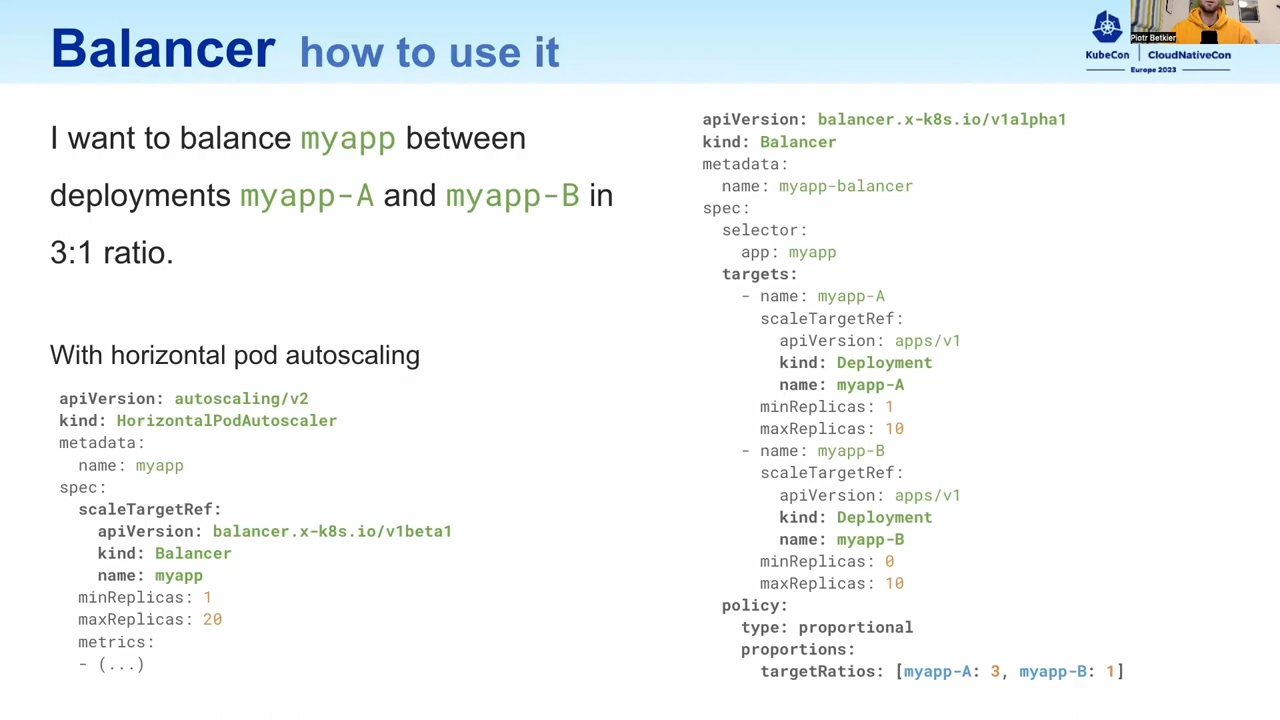 Balancer how to use it
Piotr Betkier
KubeCon | CloudNativeCon
Europe 2023
I want to balance myapp between
deployments myapp-A and myapp-B in
3:1 ratio.
With horizontal pod autoscaling
apiVersion: autoscaling/v2
kind: HorizontalPodAutoscaler
metadata:
  name: myapp
spec:
  scaleTargetRef:
    apiVersion: balancer.x-k8s.io/v1beta1
    kind: Balancer
    name: myapp
  minReplicas: 1
  maxReplicas: 20
  metrics:
  - (...)
apiVersion: balancer.x-k8s.io/v1alpha1
kind: Balancer
metadata:
  name: myapp-balancer
spec:
  selector:
    app: myapp
  targets:
    - name: myapp-A
      scaleTargetRef:
        apiVersion: apps/v1
        kind: Deployment
        name: myapp-A
      minReplicas: 1
      maxReplicas: 10
    - name: myapp-B
      scaleTargetRef:
        apiVersion: apps/v1
        kind: Deployment
        name: myapp-B
      minReplicas: 0
      maxReplicas: 10
  policy:
    type: proportional
    proportions:
      targetRatios: [myapp-A: 3, myapp-B: 1]